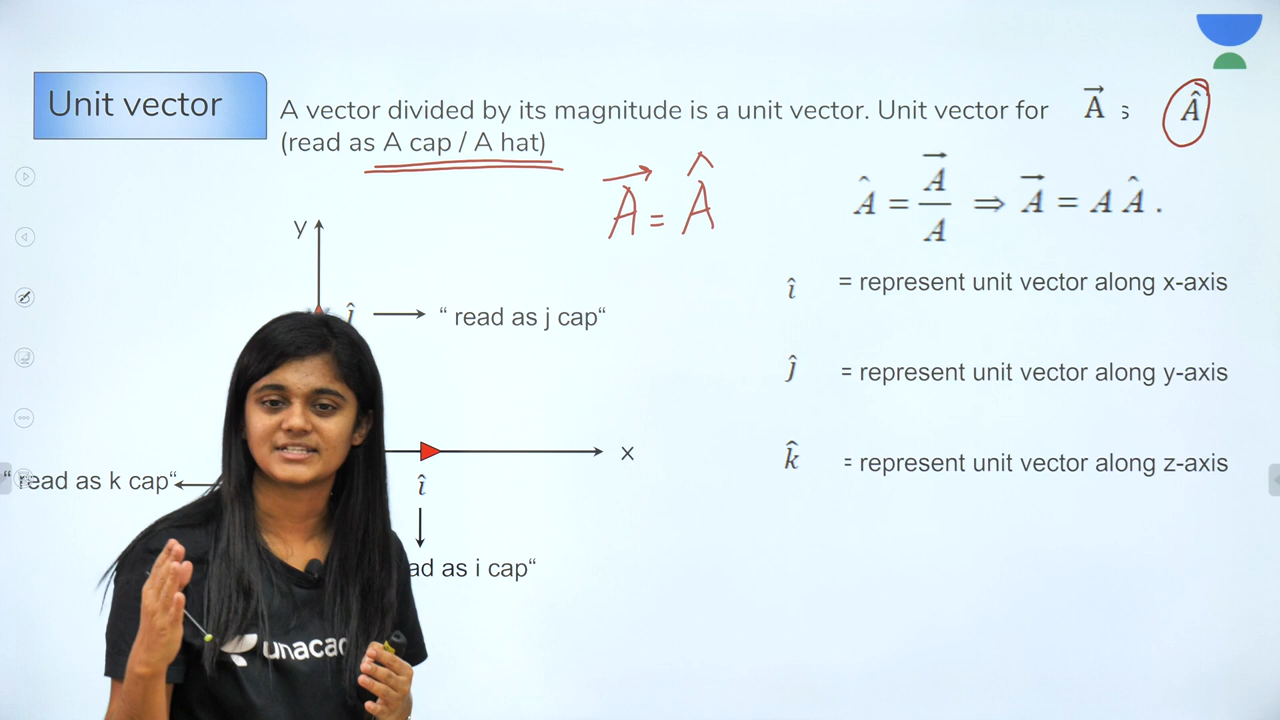 Unit vector
A vector divided by its magnitude is a unit vector. Unit vector for A⃗ s Â
(read as A cap / A hat)
A⃗ = Â
Â = A⃗ / A ⇒ A⃗ = A Â .
y
ĵ → “ read as j cap“
î = represent unit vector along x-axis
ĵ = represent unit vector along y-axis
x
k̂ = represent unit vector along z-axis
“ read as k cap“
î
ad as i cap“
unacad